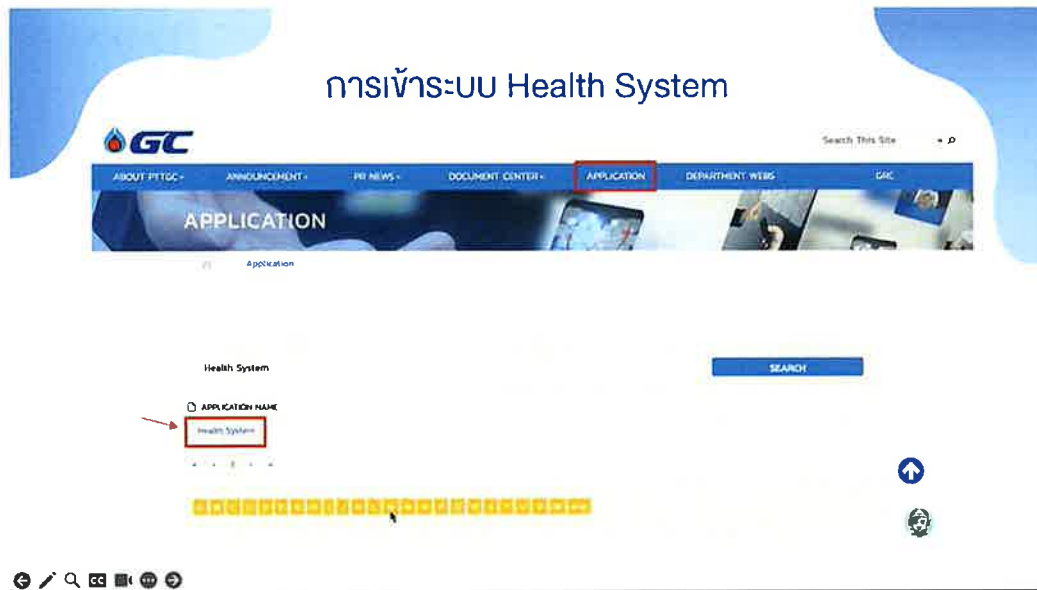 การเข้าระบบ Health System
GC
Search This Site
ABOUT PTTGC ANNOUNCEMENT PR NEWS DOCUMENT CENTER APPLICATION DEPARTMENT WEBS GRC
APPLICATION
Application
Health System
SEARCH
APPLICATION NAME
Health System
CC